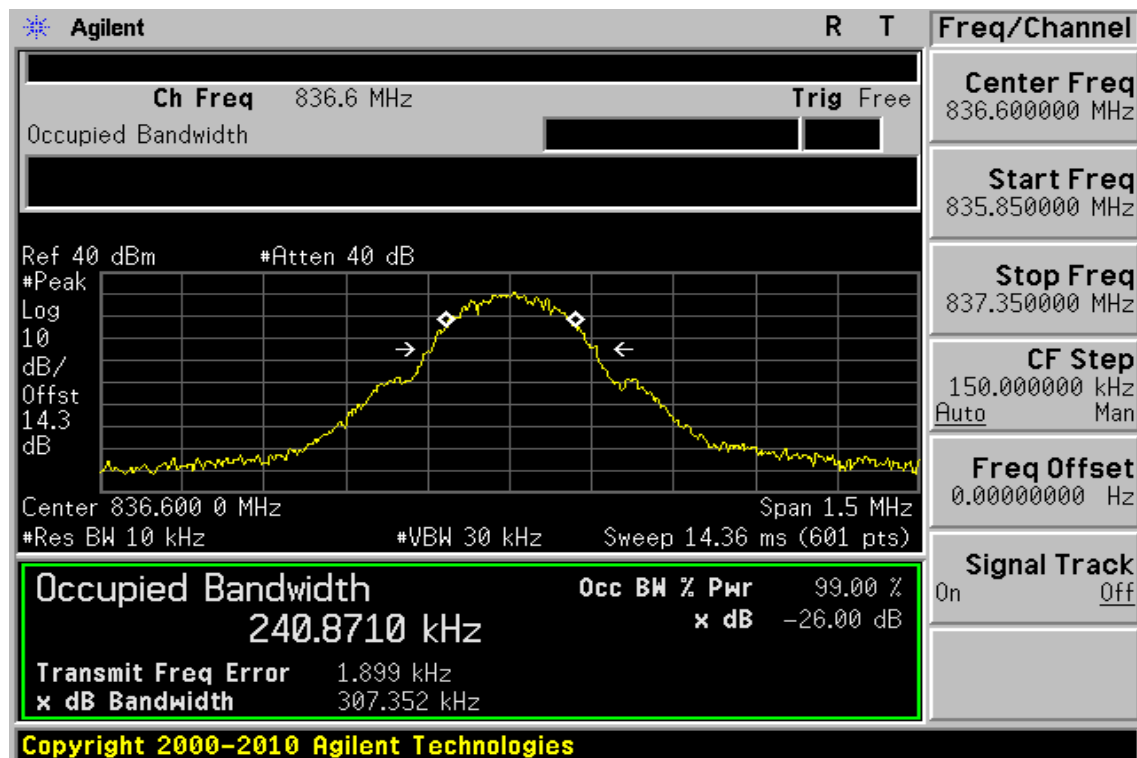 Agilent R T Freq/Channel
Ch Freq 836.6 MHz Trig Free
Occupied Bandwidth
Center Freq
836.600000 MHz
Start Freq
835.850000 MHz
Stop Freq
837.350000 MHz
CF Step
150.000000 kHz
Auto Man
Freq Offset
0.00000000 Hz
Signal Track
On Off
Ref 40 dBm #Atten 40 dB
#Peak
Log
10
dB/
Offst
14.3
dB
Center 836.600 0 MHz Span 1.5 MHz
#Res BW 10 kHz #VBW 30 kHz Sweep 14.36 ms (601 pts)
Occupied Bandwidth Occ BW % Pwr 99.00 %
240.8710 kHz x dB -26.00 dB
Transmit Freq Error 1.899 kHz
x dB Bandwidth 307.352 kHz
Copyright 2000-2010 Agilent Technologies